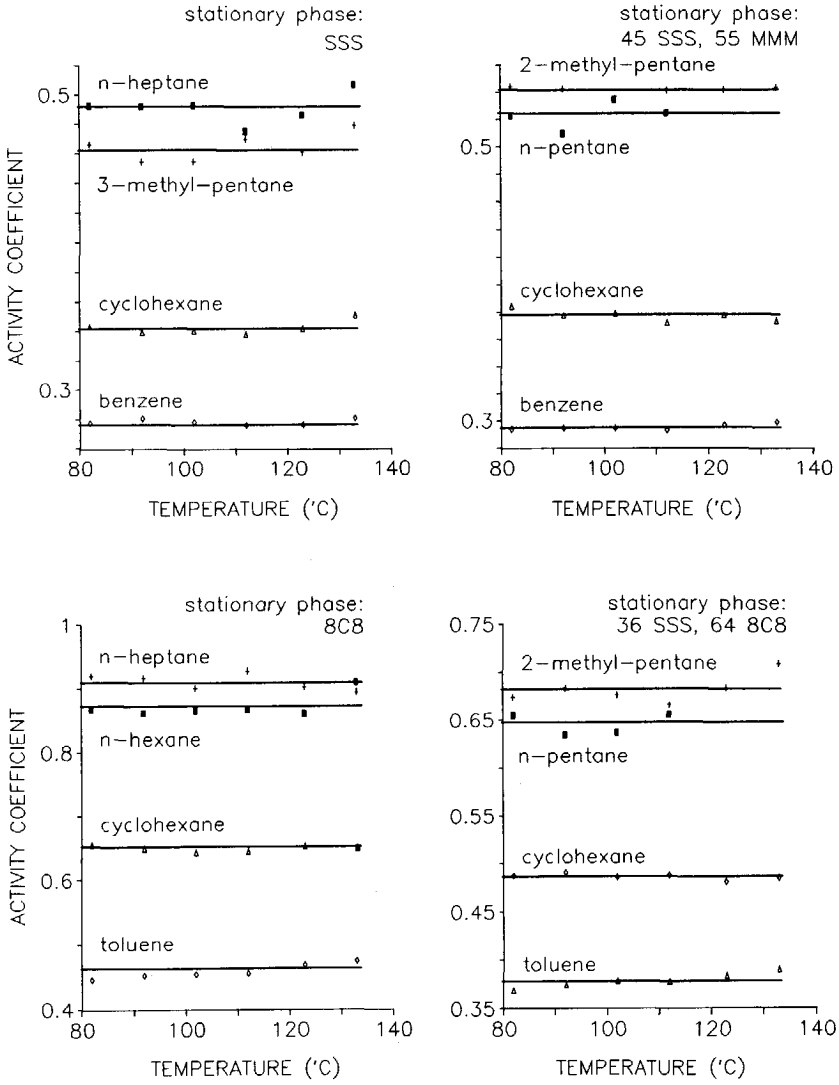 stationary phase:
SSS
n-heptane
0.5
3-methyl-pentane
cyclohexane
0.3
benzene
80 100 120 140
TEMPERATURE ('C)
ACTIVITY COEFFICIENT
stationary phase:
45 SSS, 55 MMM
2-methyl-pentane
0.5
n-pentane
cyclohexane
benzene
0.3
80 100 120 140
TEMPERATURE ('C)
stationary phase:
8C8
1
n-heptane
n-hexane
0.8
cyclohexane
0.6
toluene
0.4
80 100 120 140
TEMPERATURE ('C)
ACTIVITY COEFFICIENT
stationary phase:
36 SSS, 64 8C8
0.75
2-methyl-pentane
0.65
n-pentane
0.55
cyclohexane
0.45
toluene
0.35
80 100 120 140
TEMPERATURE ('C)